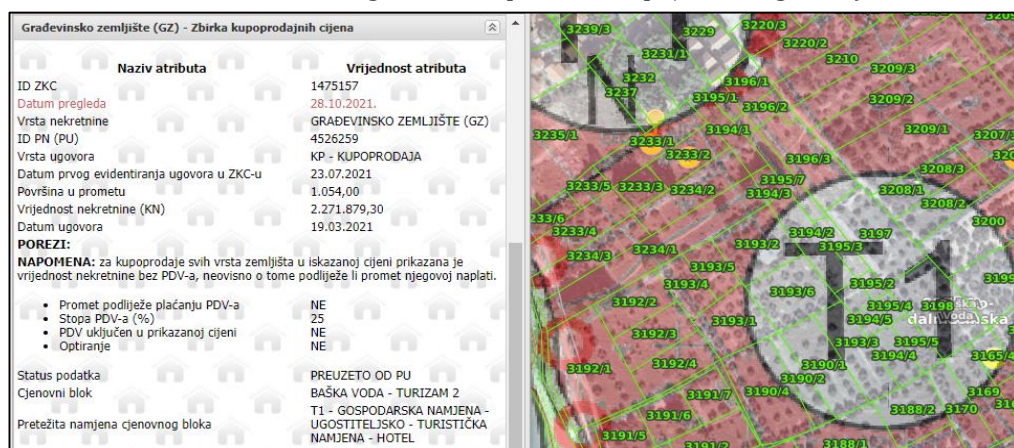 Građevinsko zemljište (GZ) - Zbirka kupoprodajnih cijena
Naziv atributa Vrijednost atributa
ID ZKC 1475157
Datum pregleda 28.10.2021.
Vrsta nekretnine GRAĐEVINSKO ZEMLJIŠTE (GZ)
ID PN (PU) 4526259
Vrsta ugovora KP - KUPOPRODAJA
Datum prvog evidentiranja ugovora u ZKC-u 23.07.2021
Površina u prometu 1.054,00
Vrijednost nekretnine (KN) 2.271.879,30
Datum ugovora 19.03.2021
POREZI:
NAPOMENA: za kupoprodaje svih vrsta zemljišta u iskazanoj cijeni prikazana je
vrijednost nekretnine bez PDV-a, neovisno o tome podliježe li promet njegovoj naplati.
• Promet podliježe plaćanju PDV-a NE
• Stopa PDV-a (%) 25
• PDV uključen u prikazanoj cijeni NE
• Optiranje NE
Status podatka PREUZETO OD PU
Cjenovni blok BAŠKA VODA - TURIZAM 2
Pretežita namjena cjenovnog bloka T1 - GOSPODARSKA NAMJENA -
UGOSTITELJSKO - TURISTIČKA
NAMJENA - HOTEL
3239/3
3229
3220/3
3220/2
3231/1
3210
3209/3
3232
3237
3196/1
3195/1
3196/2
3209/2
3235/1
3194/1
3233/1
3209/1
3233/2
3196/3
3208/3
3233/5
3233/3
3234/2
3195/7
3194/3
3208/1
3208/2
3233/4
3194/2
3197
3200
3234/1
3193/2
3195/3
3234/3
3193/5
3193/4
3193/6
3195/2
3192/2
3195/4
3198
3193/1
3194/5
voda
T1
3192/3
3193/3
3195/5
3194/4
3192/1
3192/4
3190/1
3190/2
3165/4
3191/7
3190/4
3169
3191/6
3188/2
3170
3191/5
3191/2
3188/1